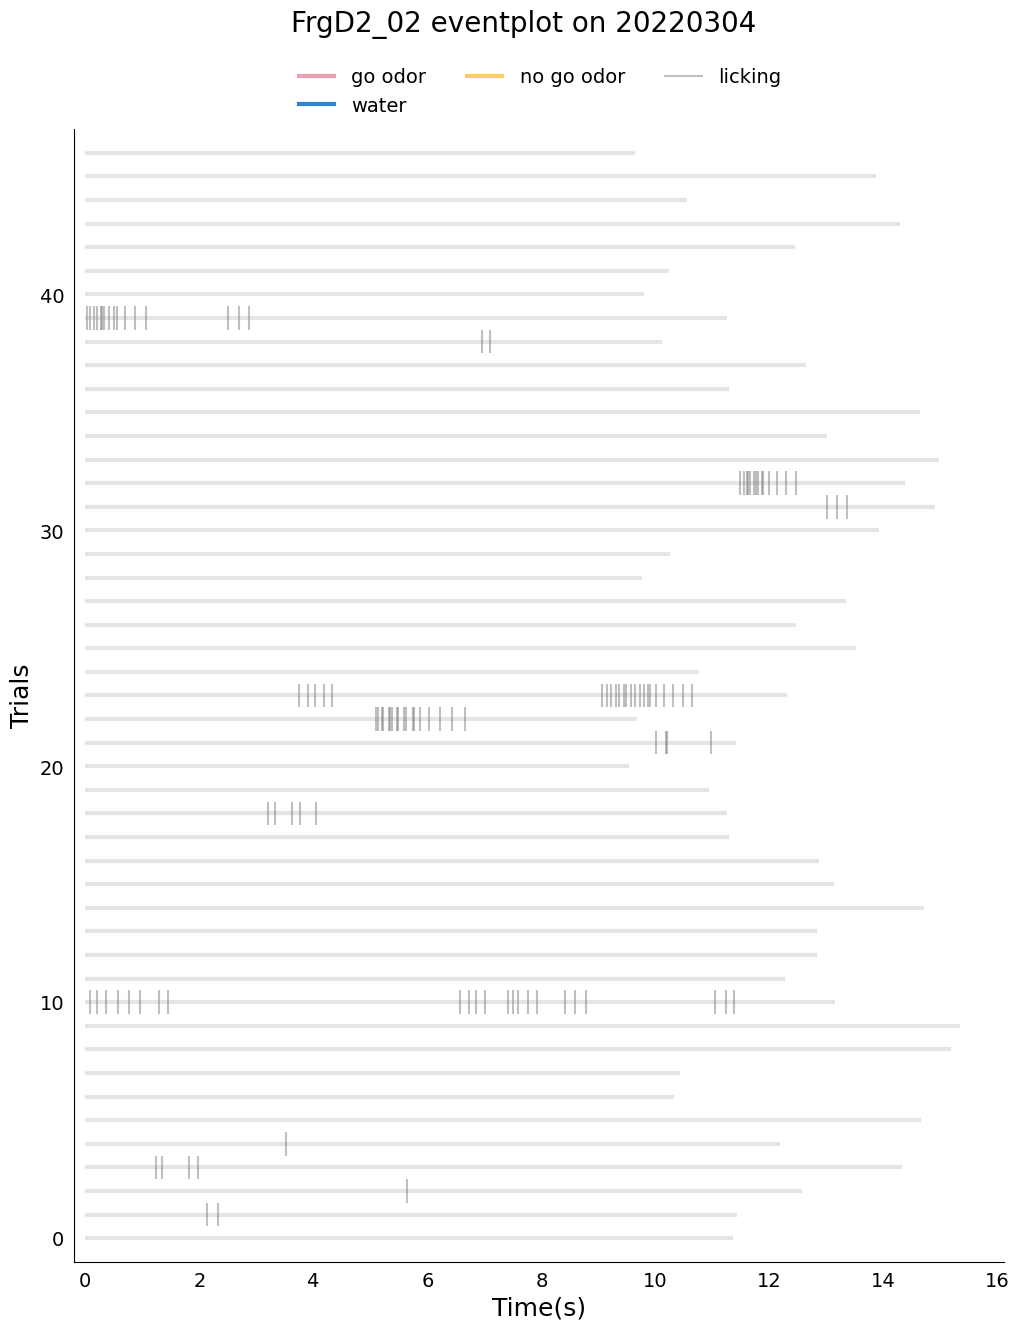 FrgD2_02 eventplot on 20220304
go odor
no go odor
licking
water
Trials
40
30
20
10
0
0 2 4 6 8 10 12 14 16
Time(s)